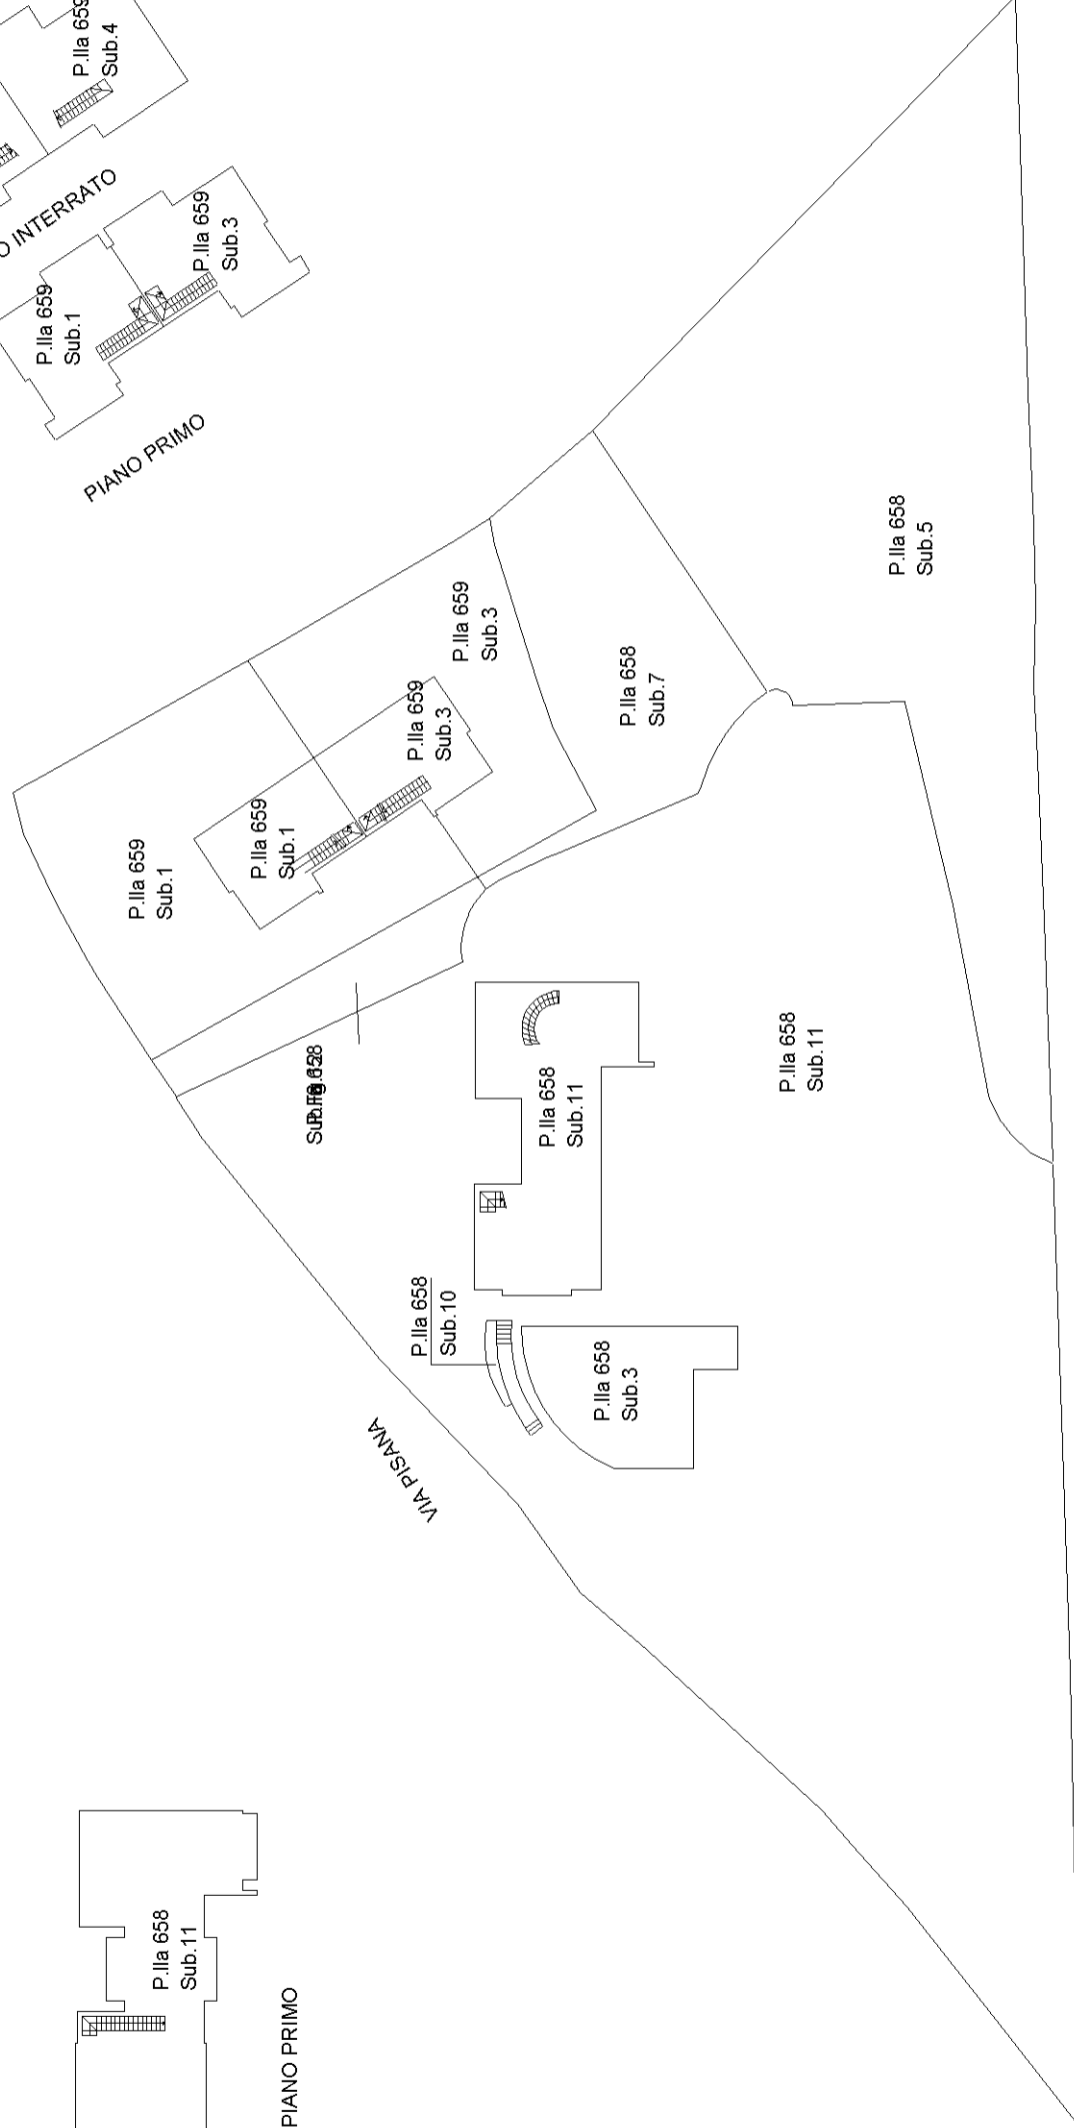 P.lla 659
Sub.4
O INTERRATO
P.lla 659
Sub.3
P.lla 659
Sub.1
PIANO PRIMO
P.lla 658
Sub.5
P.lla 659
Sub.3
P.lla 658
Sub.7
P.lla 659
Sub.3
P.lla 659
Sub.1
P.lla 659
Sub.1
P.lla 658
Sub.11
P.lla 658
Sub.11
P.lla 658
Sub.10
P.lla 658
Sub.3
VIA PISANA
P.lla 658
Sub.11
PIANO PRIMO